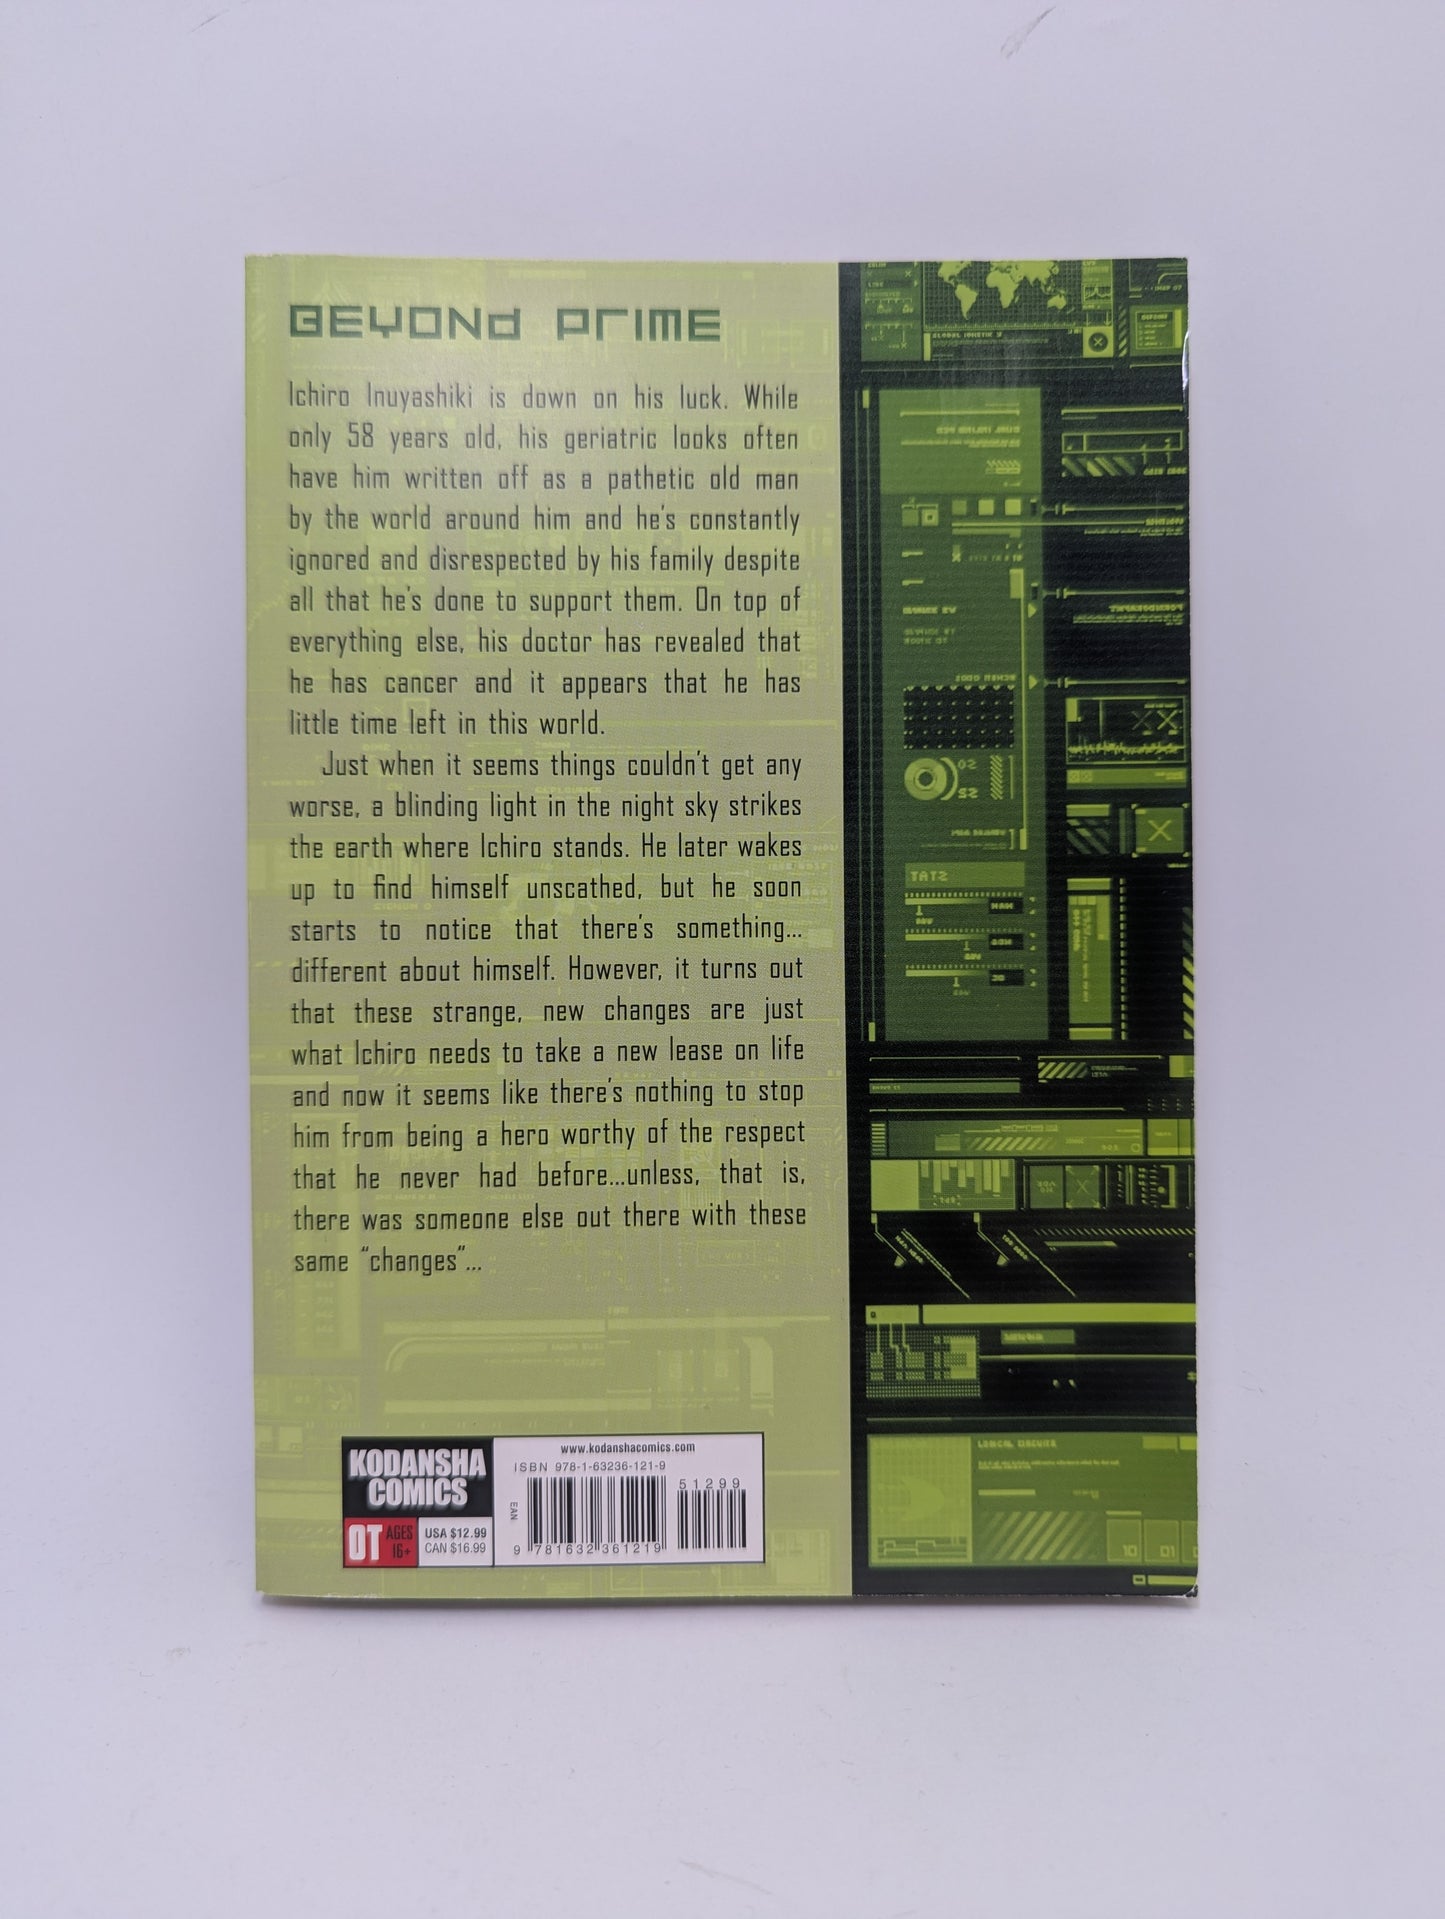 BEYOND PRIME
Ichiro Inuyashiki is down on his luck. While
only 58 years old, his geriatric looks often
have him written off as a pathetic old man
by the world around him and he's constantly
ignored and disrespected by his family despite
all that he's done to support them. On top of
everything else, his doctor has revealed that
he has cancer and it appears that he has
little time left in this world.
Just when it seems things couldn't get any
worse, a blinding light in the night sky strikes
the earth where Ichiro stands. He later wakes
up to find himself unscathed, but he soon
starts to notice that there's something...
different about himself. However, it turns out
that these strange, new changes are just
what Ichiro needs to take a new lease on life
and now it seems like there's nothing to stop
him from being a hero worthy of the respect
that he never had before...unless, that is,
there was someone else out there with these
same “changes”...
KODANSHA
COMICS
OT AGES
16+
USA $12.99
CAN $16.99
www.kodanshacomics.com
ISBN 978-1-63236-121-9
51299
EAN
9 781632 361219
LOGICAL CIRCUITS
10 01